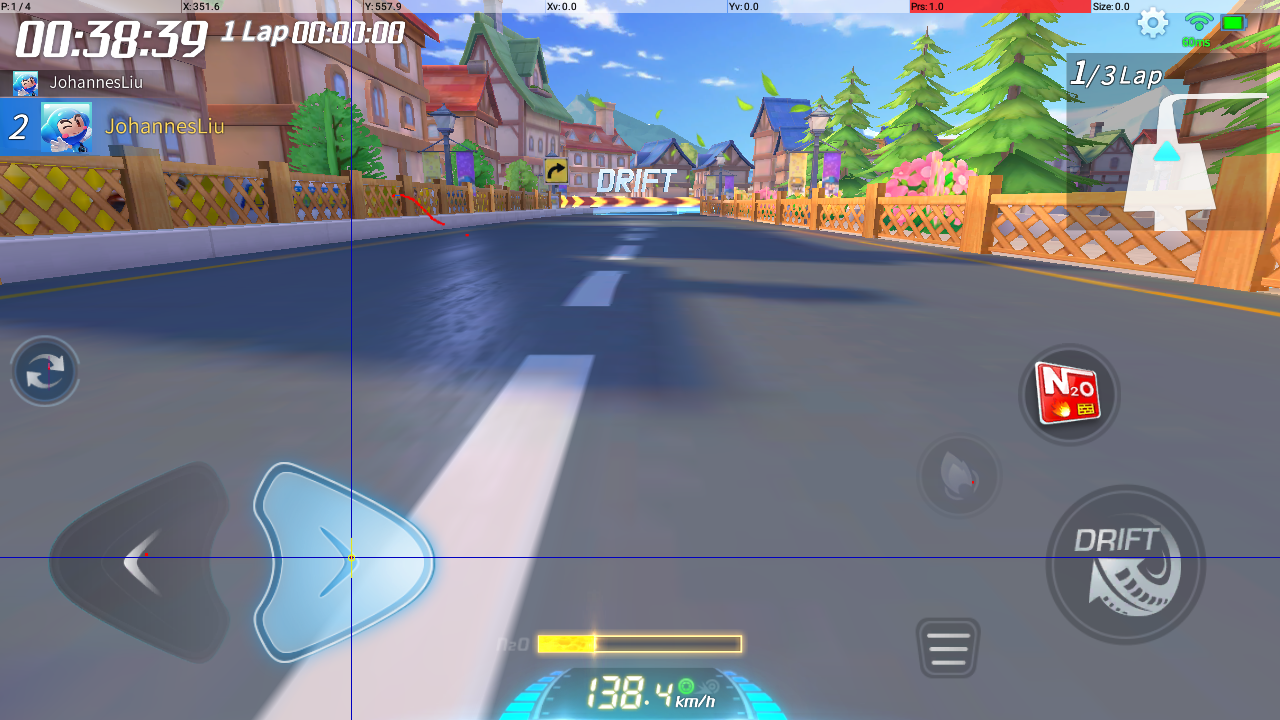 P:1 / 4 X:351.6 Y:557.9 Xv:0.0 Yv:0.0 Prs:1.0 Size:0.0
00:38:39 1 Lap 00:00:00
60ms
JohannesLiu
1/3 Lap
2 JohannesLiu
DRIFT
N2O
DRIFT
N2O
138.4 km/h